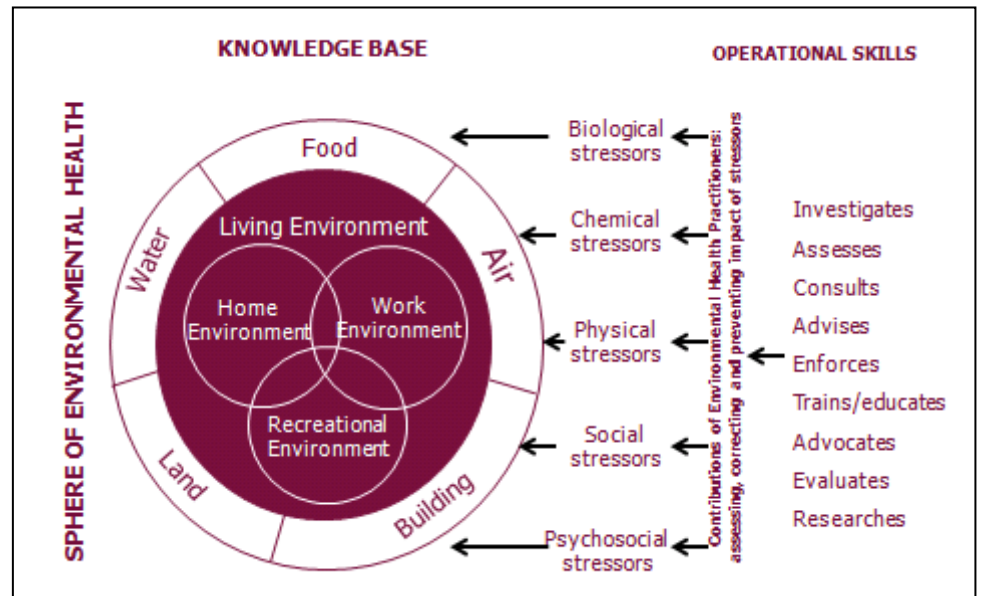 KNOWLEDGE BASE
OPERATIONAL SKILLS
SPHERE OF ENVIRONMENTAL HEALTH
Food
Water
Air
Land
Building
Living Environment
Home
Environment
Work
Environment
Recreational
Environment
Biological
stressors
Chemical
stressors
Physical
stressors
Social
stressors
Psychosocial
stressors
Contributions of Environmental Health Practitioners:
assessing, correcting and preventing impact of stressors
Investigates
Assesses
Consults
Advises
Enforces
Trains/educates
Advocates
Evaluates
Researches